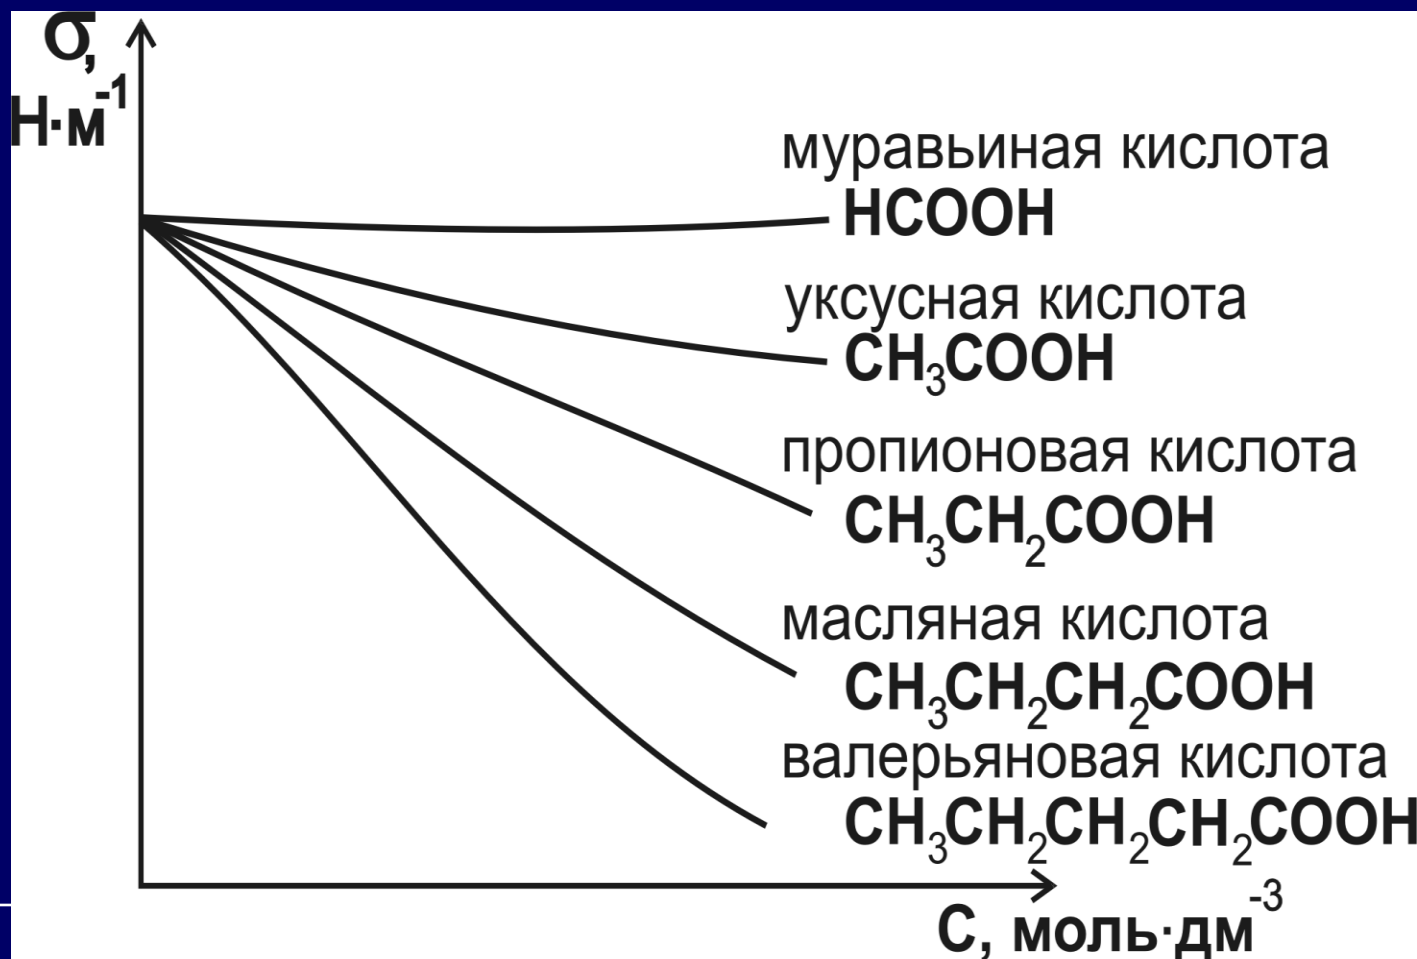 σ,
Н·м⁻¹
муравьиная кислота
HCOOH
уксусная кислота
CH₃COOH
пропионовая кислота
CH₃CH₂COOH
масляная кислота
CH₃CH₂CH₂COOH
валерьяновая кислота
CH₃CH₂CH₂CH₂COOH
С, моль·дм⁻³